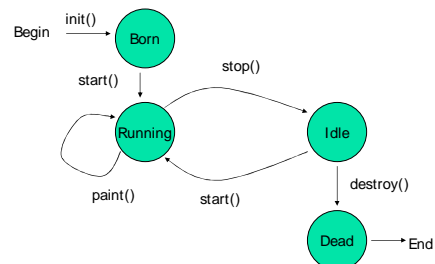 init()
Begin
Born
start()
stop()
Running
Idle
paint()
start()
destroy()
Dead
End